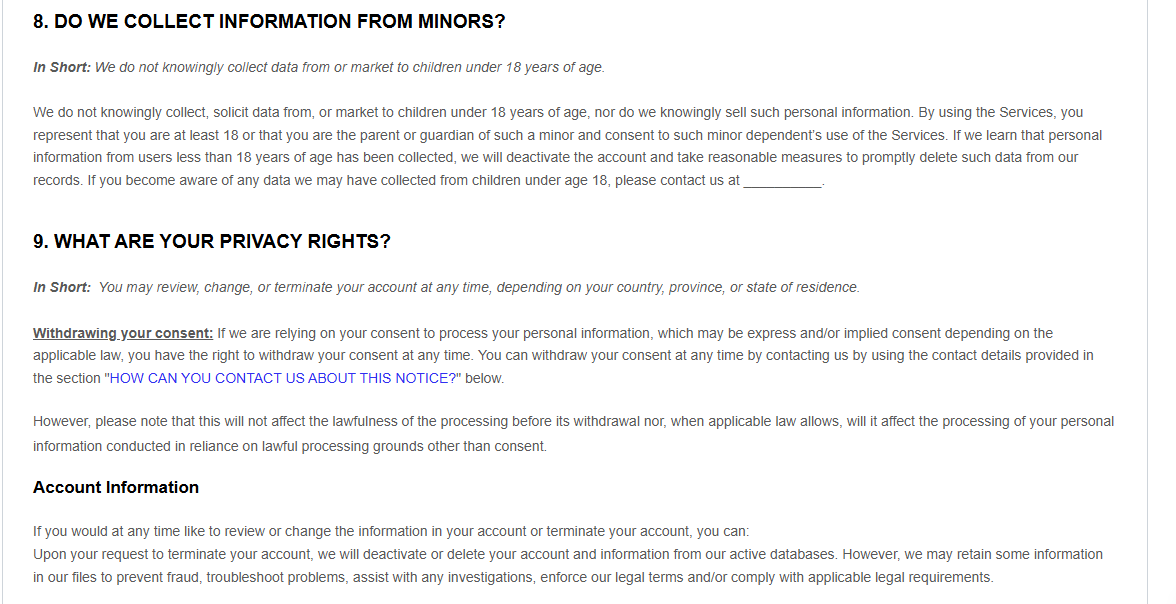 8. DO WE COLLECT INFORMATION FROM MINORS?
In Short: We do not knowingly collect data from or market to children under 18 years of age.
We do not knowingly collect, solicit data from, or market to children under 18 years of age, nor do we knowingly sell such personal information. By using the Services, you
represent that you are at least 18 or that you are the parent or guardian of such a minor and consent to such minor dependent’s use of the Services. If we learn that personal
information from users less than 18 years of age has been collected, we will deactivate the account and take reasonable measures to promptly delete such data from our
records. If you become aware of any data we may have collected from children under age 18, please contact us at __________.
9. WHAT ARE YOUR PRIVACY RIGHTS?
In Short: You may review, change, or terminate your account at any time, depending on your country, province, or state of residence.
Withdrawing your consent: If we are relying on your consent to process your personal information, which may be express and/or implied consent depending on the
applicable law, you have the right to withdraw your consent at any time. You can withdraw your consent at any time by contacting us by using the contact details provided in
the section "HOW CAN YOU CONTACT US ABOUT THIS NOTICE?" below.
However, please note that this will not affect the lawfulness of the processing before its withdrawal nor, when applicable law allows, will it affect the processing of your personal
information conducted in reliance on lawful processing grounds other than consent.
Account Information
If you would at any time like to review or change the information in your account or terminate your account, you can:
Upon your request to terminate your account, we will deactivate or delete your account and information from our active databases. However, we may retain some information
in our files to prevent fraud, troubleshoot problems, assist with any investigations, enforce our legal terms and/or comply with applicable legal requirements.